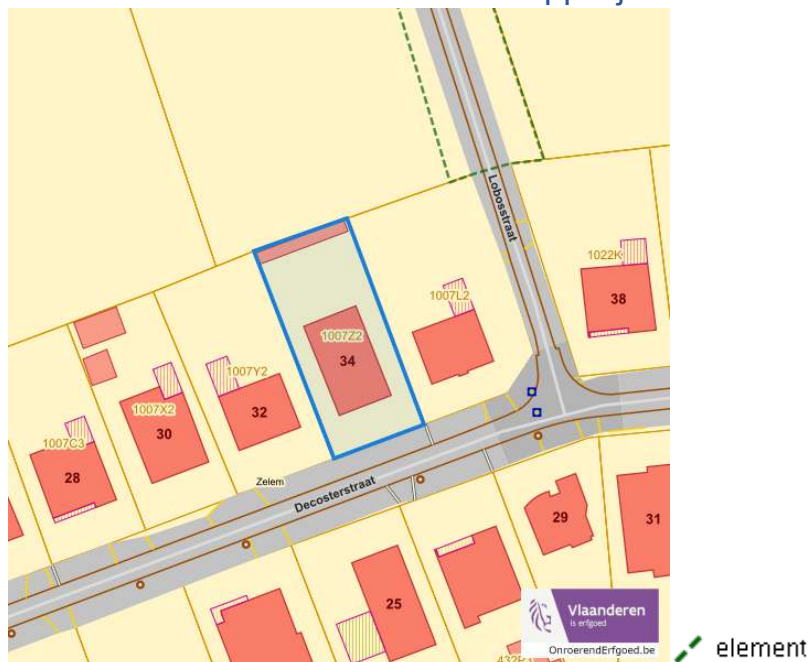 Lobosstraat
1022K
38
1007L2
1007Z2
34
1007Y2
32
1007X2
30
1007C3
28
Zelem
Decosterstraat
29
31
25
Vlaanderen
is erfgoed
OnroerendErfgoed.be
element